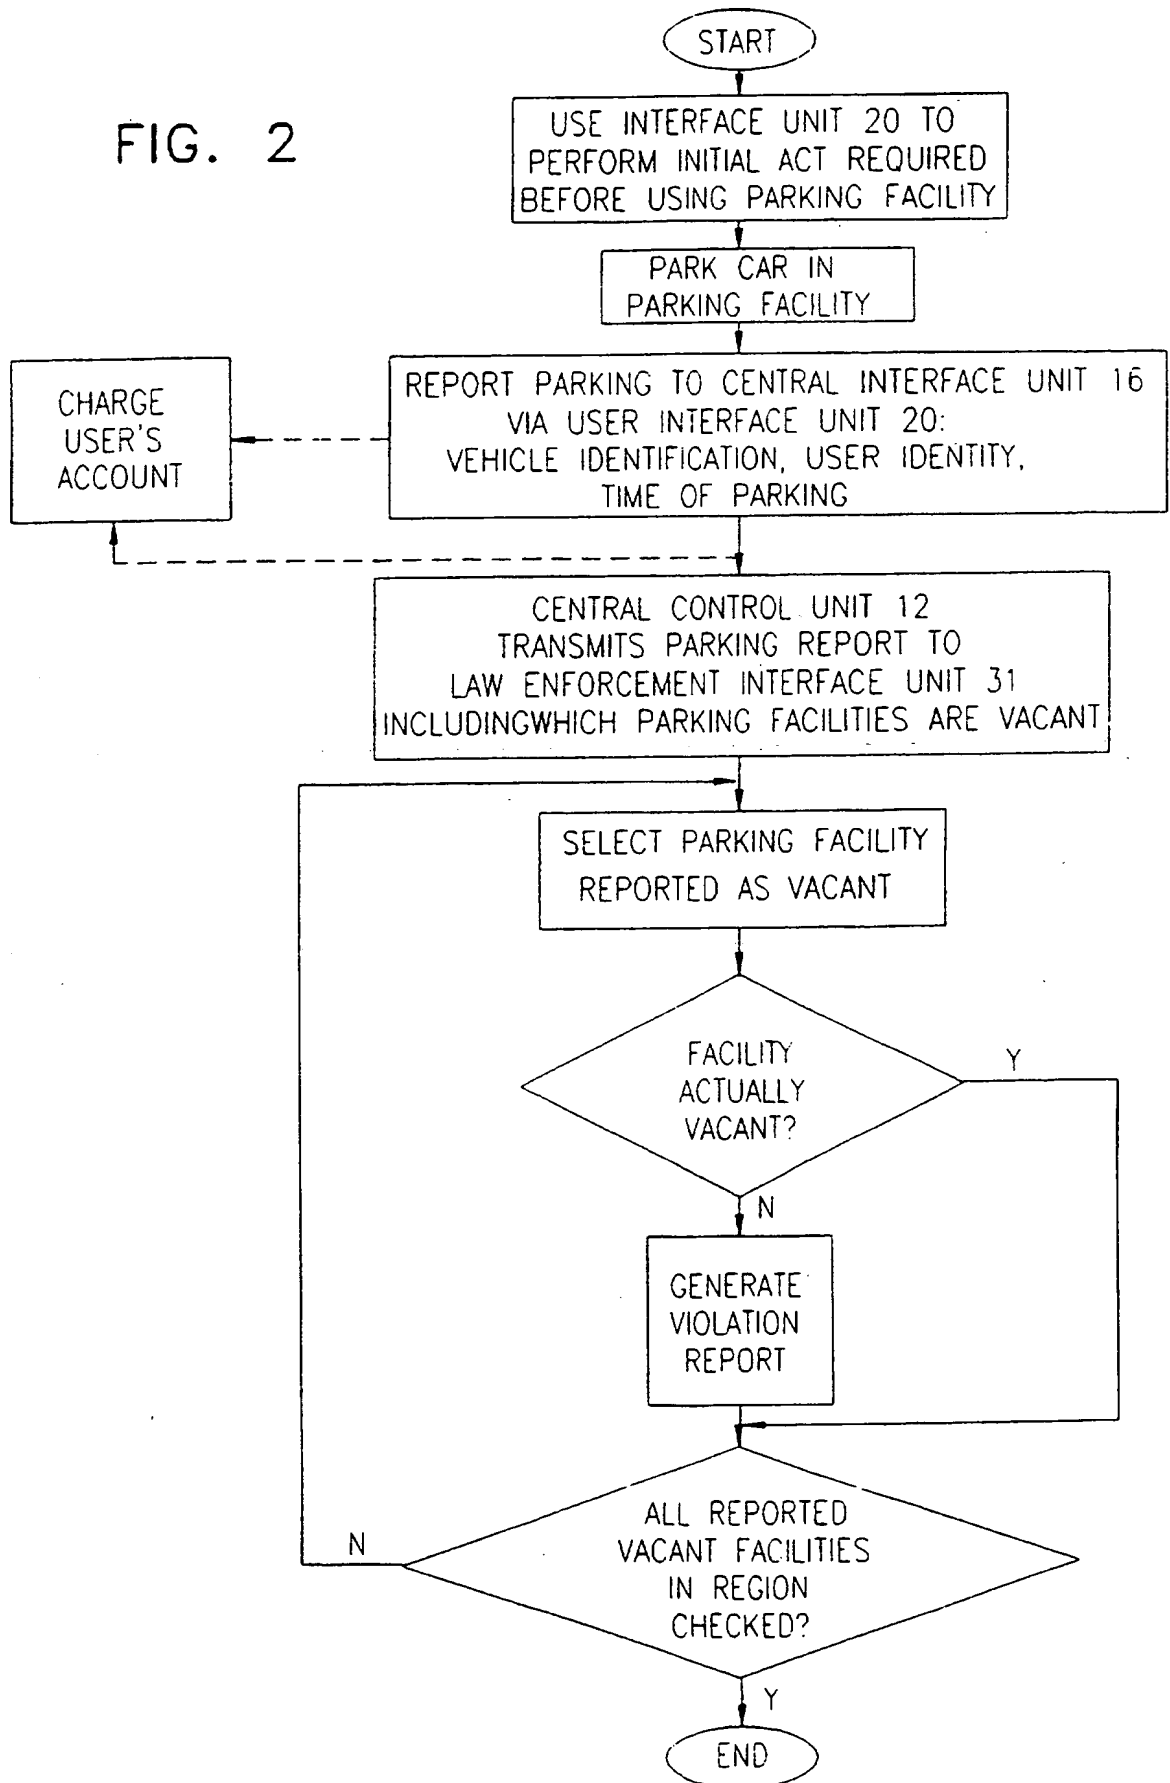 START
FIG. 2
USE INTERFACE UNIT 20 TO
PERFORM INITIAL ACT REQUIRED
BEFORE USING PARKING FACILITY
PARK CAR IN
PARKING FACILITY
CHARGE
USER'S
ACCOUNT
REPORT PARKING TO CENTRAL INTERFACE UNIT 16
VIA USER INTERFACE UNIT 20:
VEHICLE IDENTIFICATION, USER IDENTITY,
TIME OF PARKING
CENTRAL CONTROL UNIT 12
TRANSMITS PARKING REPORT TO
LAW ENFORCEMENT INTERFACE UNIT 31
INCLUDINGWHICH PARKING FACILITIES ARE VACANT
SELECT PARKING FACILITY
REPORTED AS VACANT
FACILITY
ACTUALLY
VACANT?
Y
N
GENERATE
VIOLATION
REPORT
ALL REPORTED
VACANT FACILITIES
IN REGION
CHECKED?
N
Y
END